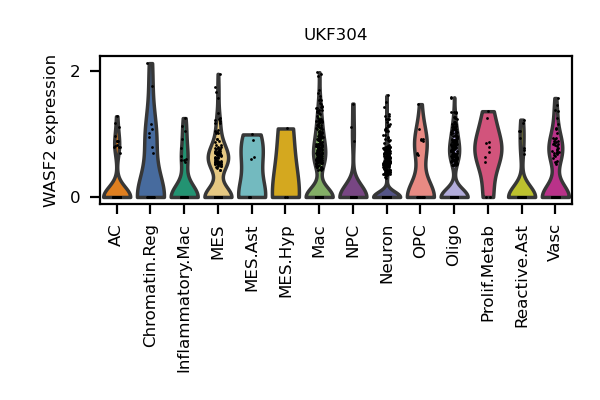 UKF304
WASF2 expression
2
0
AC
Chromatin.Reg
Inflammatory.Mac
MES
MES.Ast
MES.Hyp
Mac
NPC
Neuron
OPC
Oligo
Prolif.Metab
Reactive.Ast
Vasc